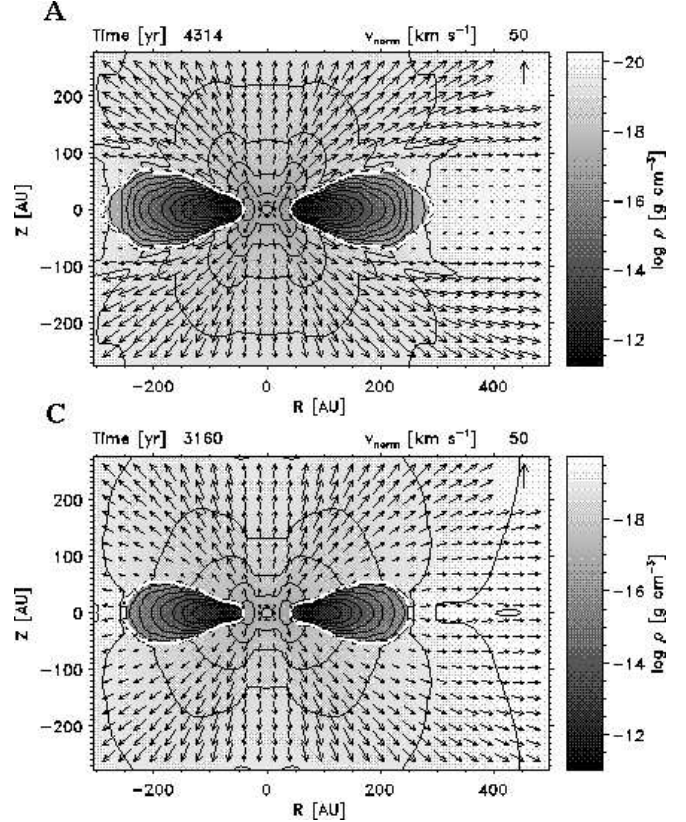 A
Time [yr] 4314 v_norm [km s⁻¹] 50
200
100
0
−100
−200
Z [AU]
−200 0 200 400
R [AU]
−20
−18
−16
−14
−12
log ρ [g cm⁻³]
C
Time [yr] 3160 v_norm [km s⁻¹] 50
200
100
0
−100
−200
Z [AU]
−200 0 200 400
R [AU]
−18
−16
−14
−12
log ρ [g cm⁻³]